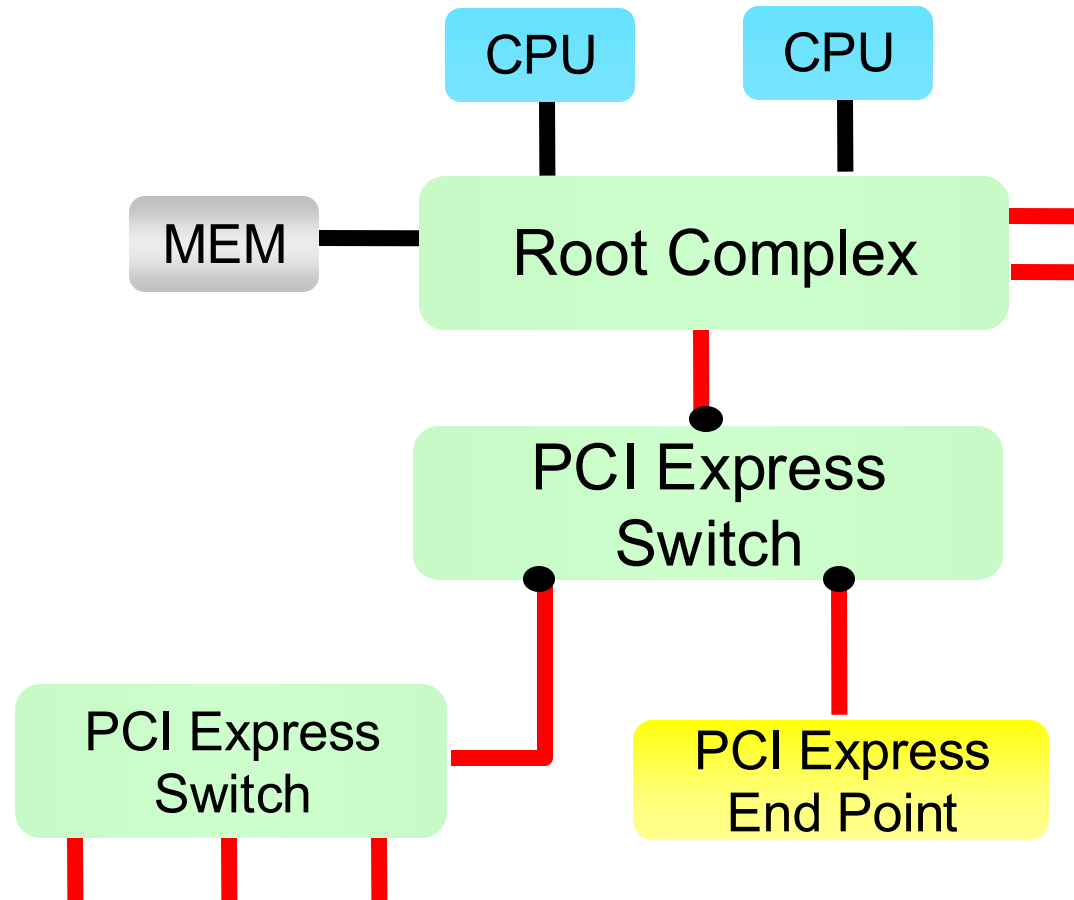 CPU
CPU
MEM
Root Complex
PCI Express
Switch
PCI Express
Switch
PCI Express
End Point